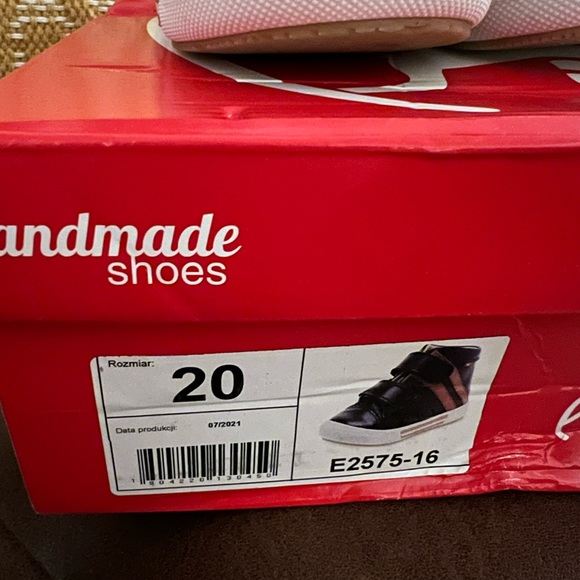 andmade
shoes
Rozmiar:
20
Data produkcji:
07/2021
E2575-16